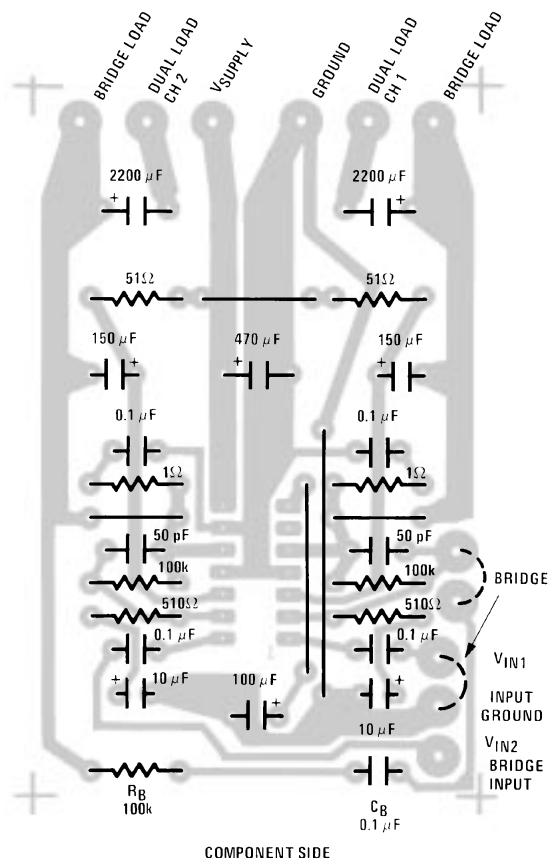 BRIDGE LOAD
DUAL LOAD
CH 2
VSUPPLY
GROUND
DUAL LOAD
CH 1
BRIDGE LOAD
2200 μF
+
2200 μF
+
51Ω
51Ω
150 μF
+
470 μF
+
150 μF
+
0.1 μF
0.1 μF
1Ω
1Ω
50 pF
50 pF
100k
100k
BRIDGE
510Ω
510Ω
0.1 μF
0.1 μF
VIN1
+
10 μF
100 μF
+
+
10 μF
INPUT
GROUND
VIN2
BRIDGE
INPUT
RB
100k
CB
0.1 μF
COMPONENT SIDE